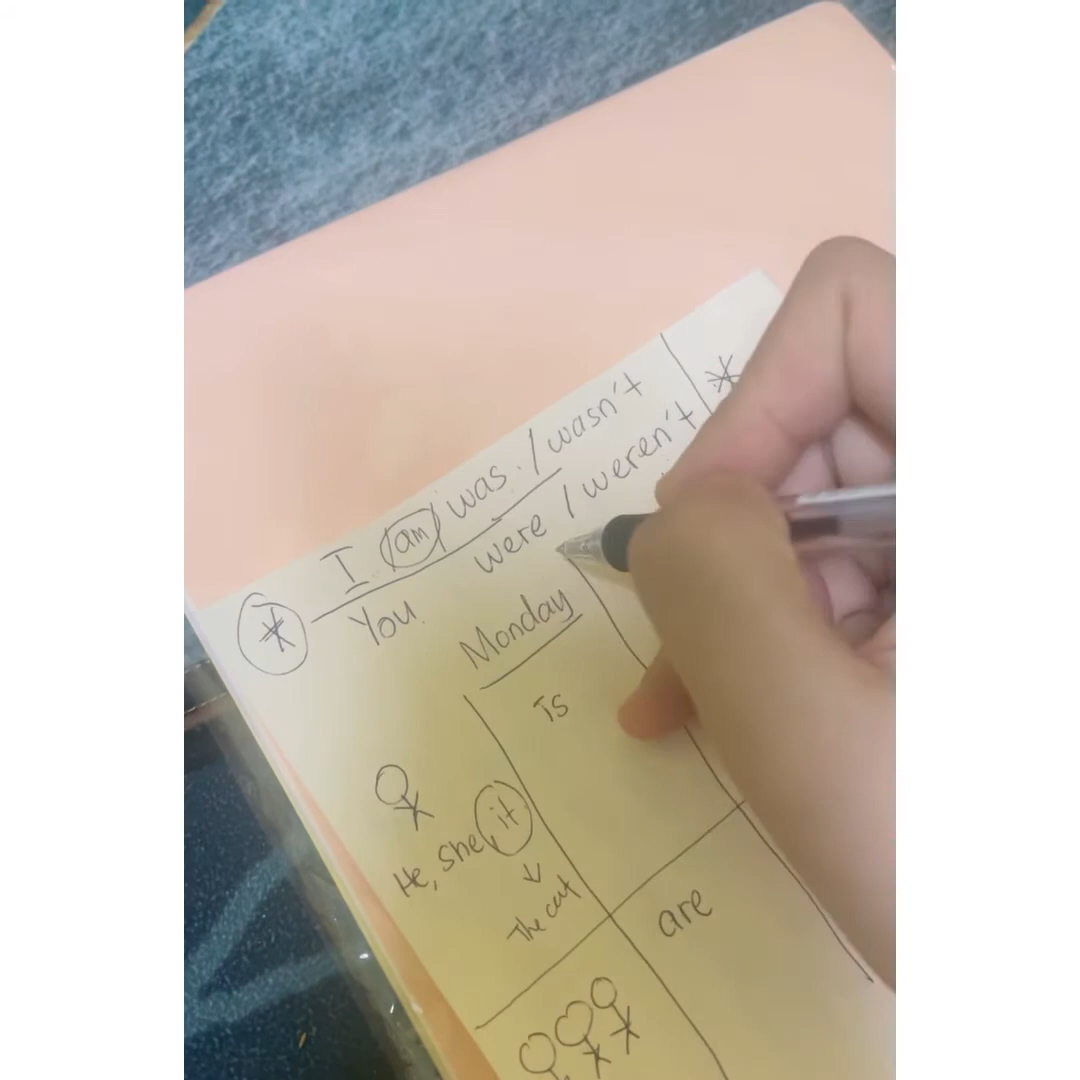 * I am / was. / wasn't
You. were / weren't
*
Monday
is
He, she, it
↓
The cat
are